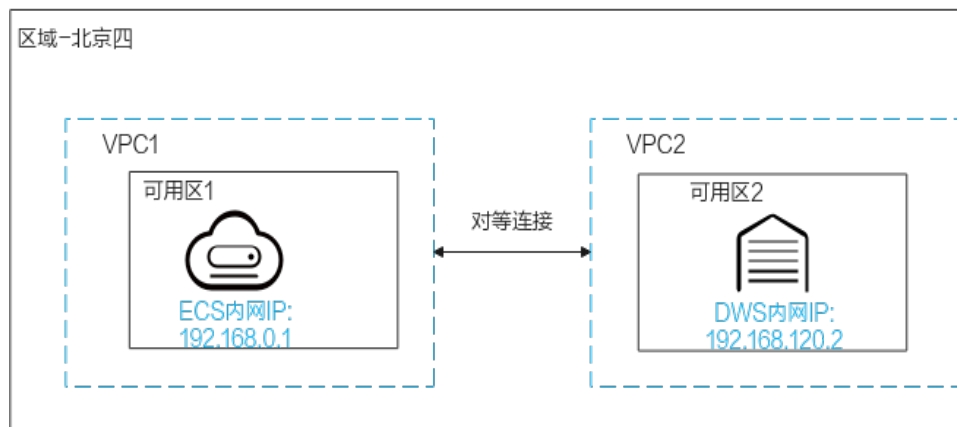 区域-北京四
VPC1
VPC2
可用区1
可用区2
对等连接
ECS内网IP:
192.168.0.1
DWS内网IP:
192.168.120.2